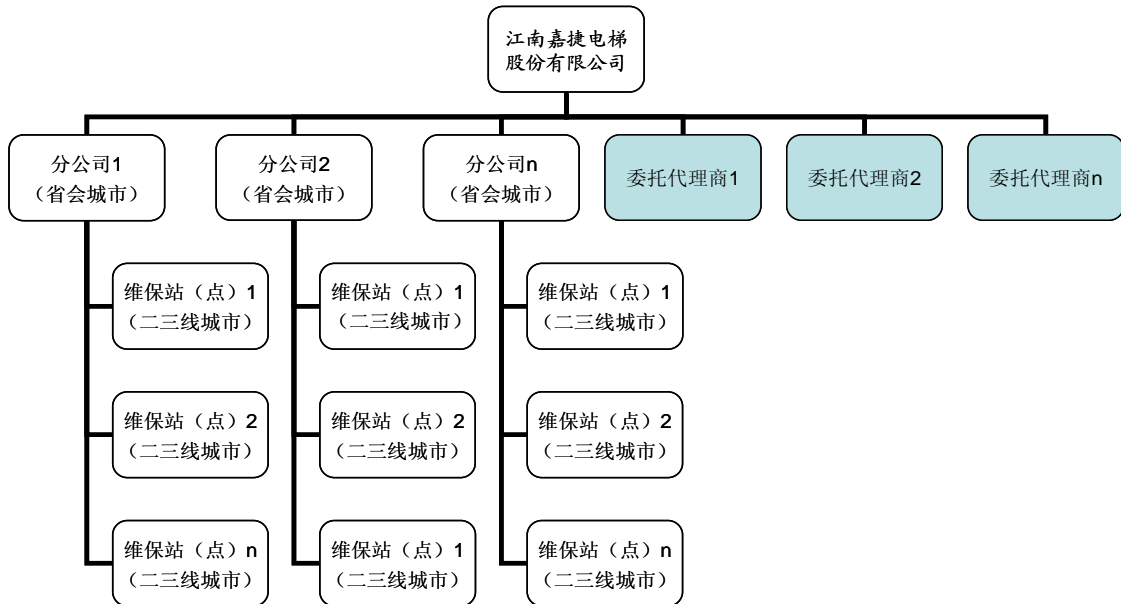 江南嘉捷电梯
股份有限公司
分公司1
（省会城市）
分公司2
（省会城市）
分公司n
（省会城市）
委托代理商1
委托代理商2
委托代理商n
维保站（点）1
（二三线城市）
维保站（点）1
（二三线城市）
维保站（点）1
（二三线城市）
维保站（点）2
（二三线城市）
维保站（点）2
（二三线城市）
维保站（点）2
（二三线城市）
维保站（点）n
（二三线城市）
维保站（点）1
（二三线城市）
维保站（点）n
（二三线城市）